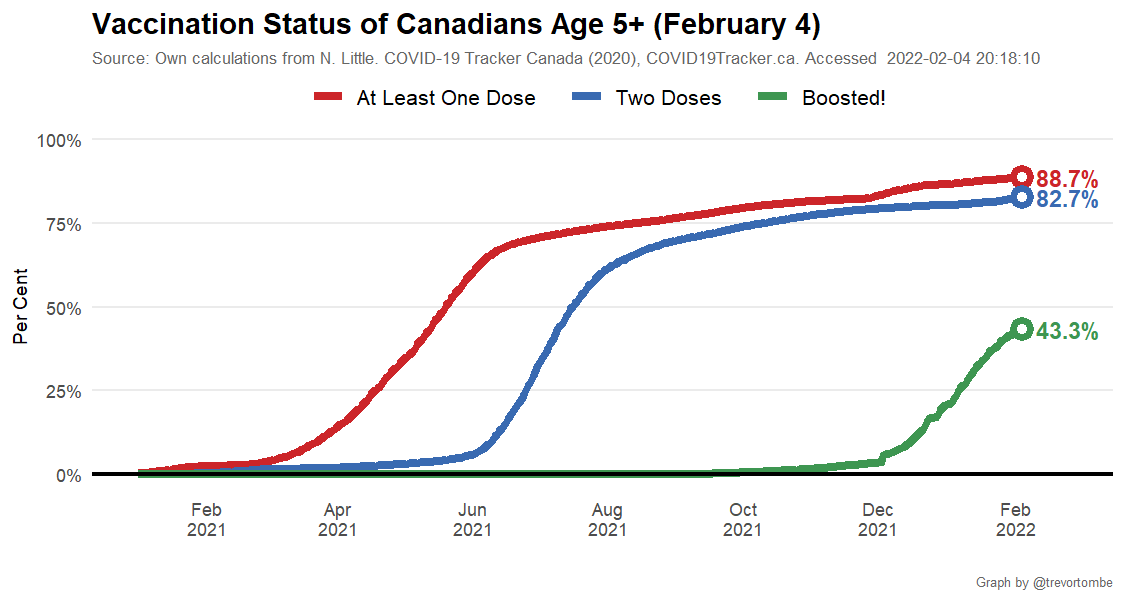 Vaccination Status of Canadians Age 5+ (February 4)
Source: Own calculations from N. Little. COVID-19 Tracker Canada (2020), COVID19Tracker.ca. Accessed  2022-02-04 20:18:10
At Least One Dose
Two Doses
Boosted!
Per Cent
100%
75%
50%
25%
0%
88.7%
82.7%
43.3%
Feb
2021
Apr
2021
Jun
2021
Aug
2021
Oct
2021
Dec
2021
Feb
2022
Graph by @trevortombe